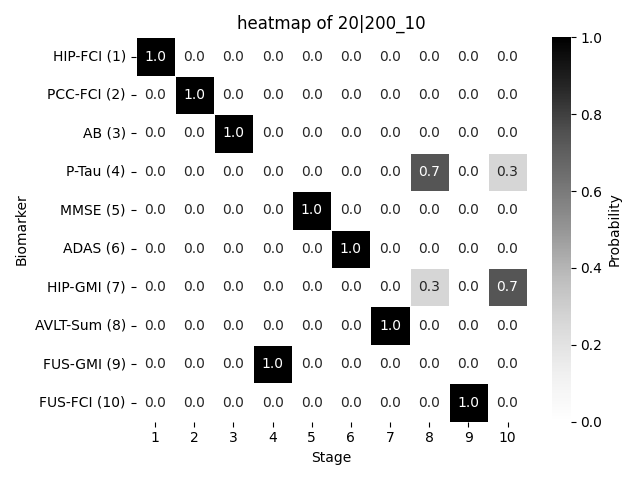 heatmap of 20|200_10
HIP-FCI (1) 1.0 0.0 0.0 0.0 0.0 0.0 0.0 0.0 0.0 0.0
PCC-FCI (2) 0.0 1.0 0.0 0.0 0.0 0.0 0.0 0.0 0.0 0.0
AB (3) 0.0 0.0 1.0 0.0 0.0 0.0 0.0 0.0 0.0 0.0
P-Tau (4) 0.0 0.0 0.0 0.0 0.0 0.0 0.0 0.7 0.0 0.3
MMSE (5) 0.0 0.0 0.0 0.0 1.0 0.0 0.0 0.0 0.0 0.0
ADAS (6) 0.0 0.0 0.0 0.0 0.0 1.0 0.0 0.0 0.0 0.0
HIP-GMI (7) 0.0 0.0 0.0 0.0 0.0 0.0 0.0 0.3 0.0 0.7
AVLT-Sum (8) 0.0 0.0 0.0 0.0 0.0 0.0 1.0 0.0 0.0 0.0
FUS-GMI (9) 0.0 0.0 0.0 1.0 0.0 0.0 0.0 0.0 0.0 0.0
FUS-FCI (10) 0.0 0.0 0.0 0.0 0.0 0.0 0.0 0.0 1.0 0.0
1 2 3 4 5 6 7 8 9 10
Stage
Biomarker
1.0
0.8
0.6
0.4
0.2
0.0
Probability